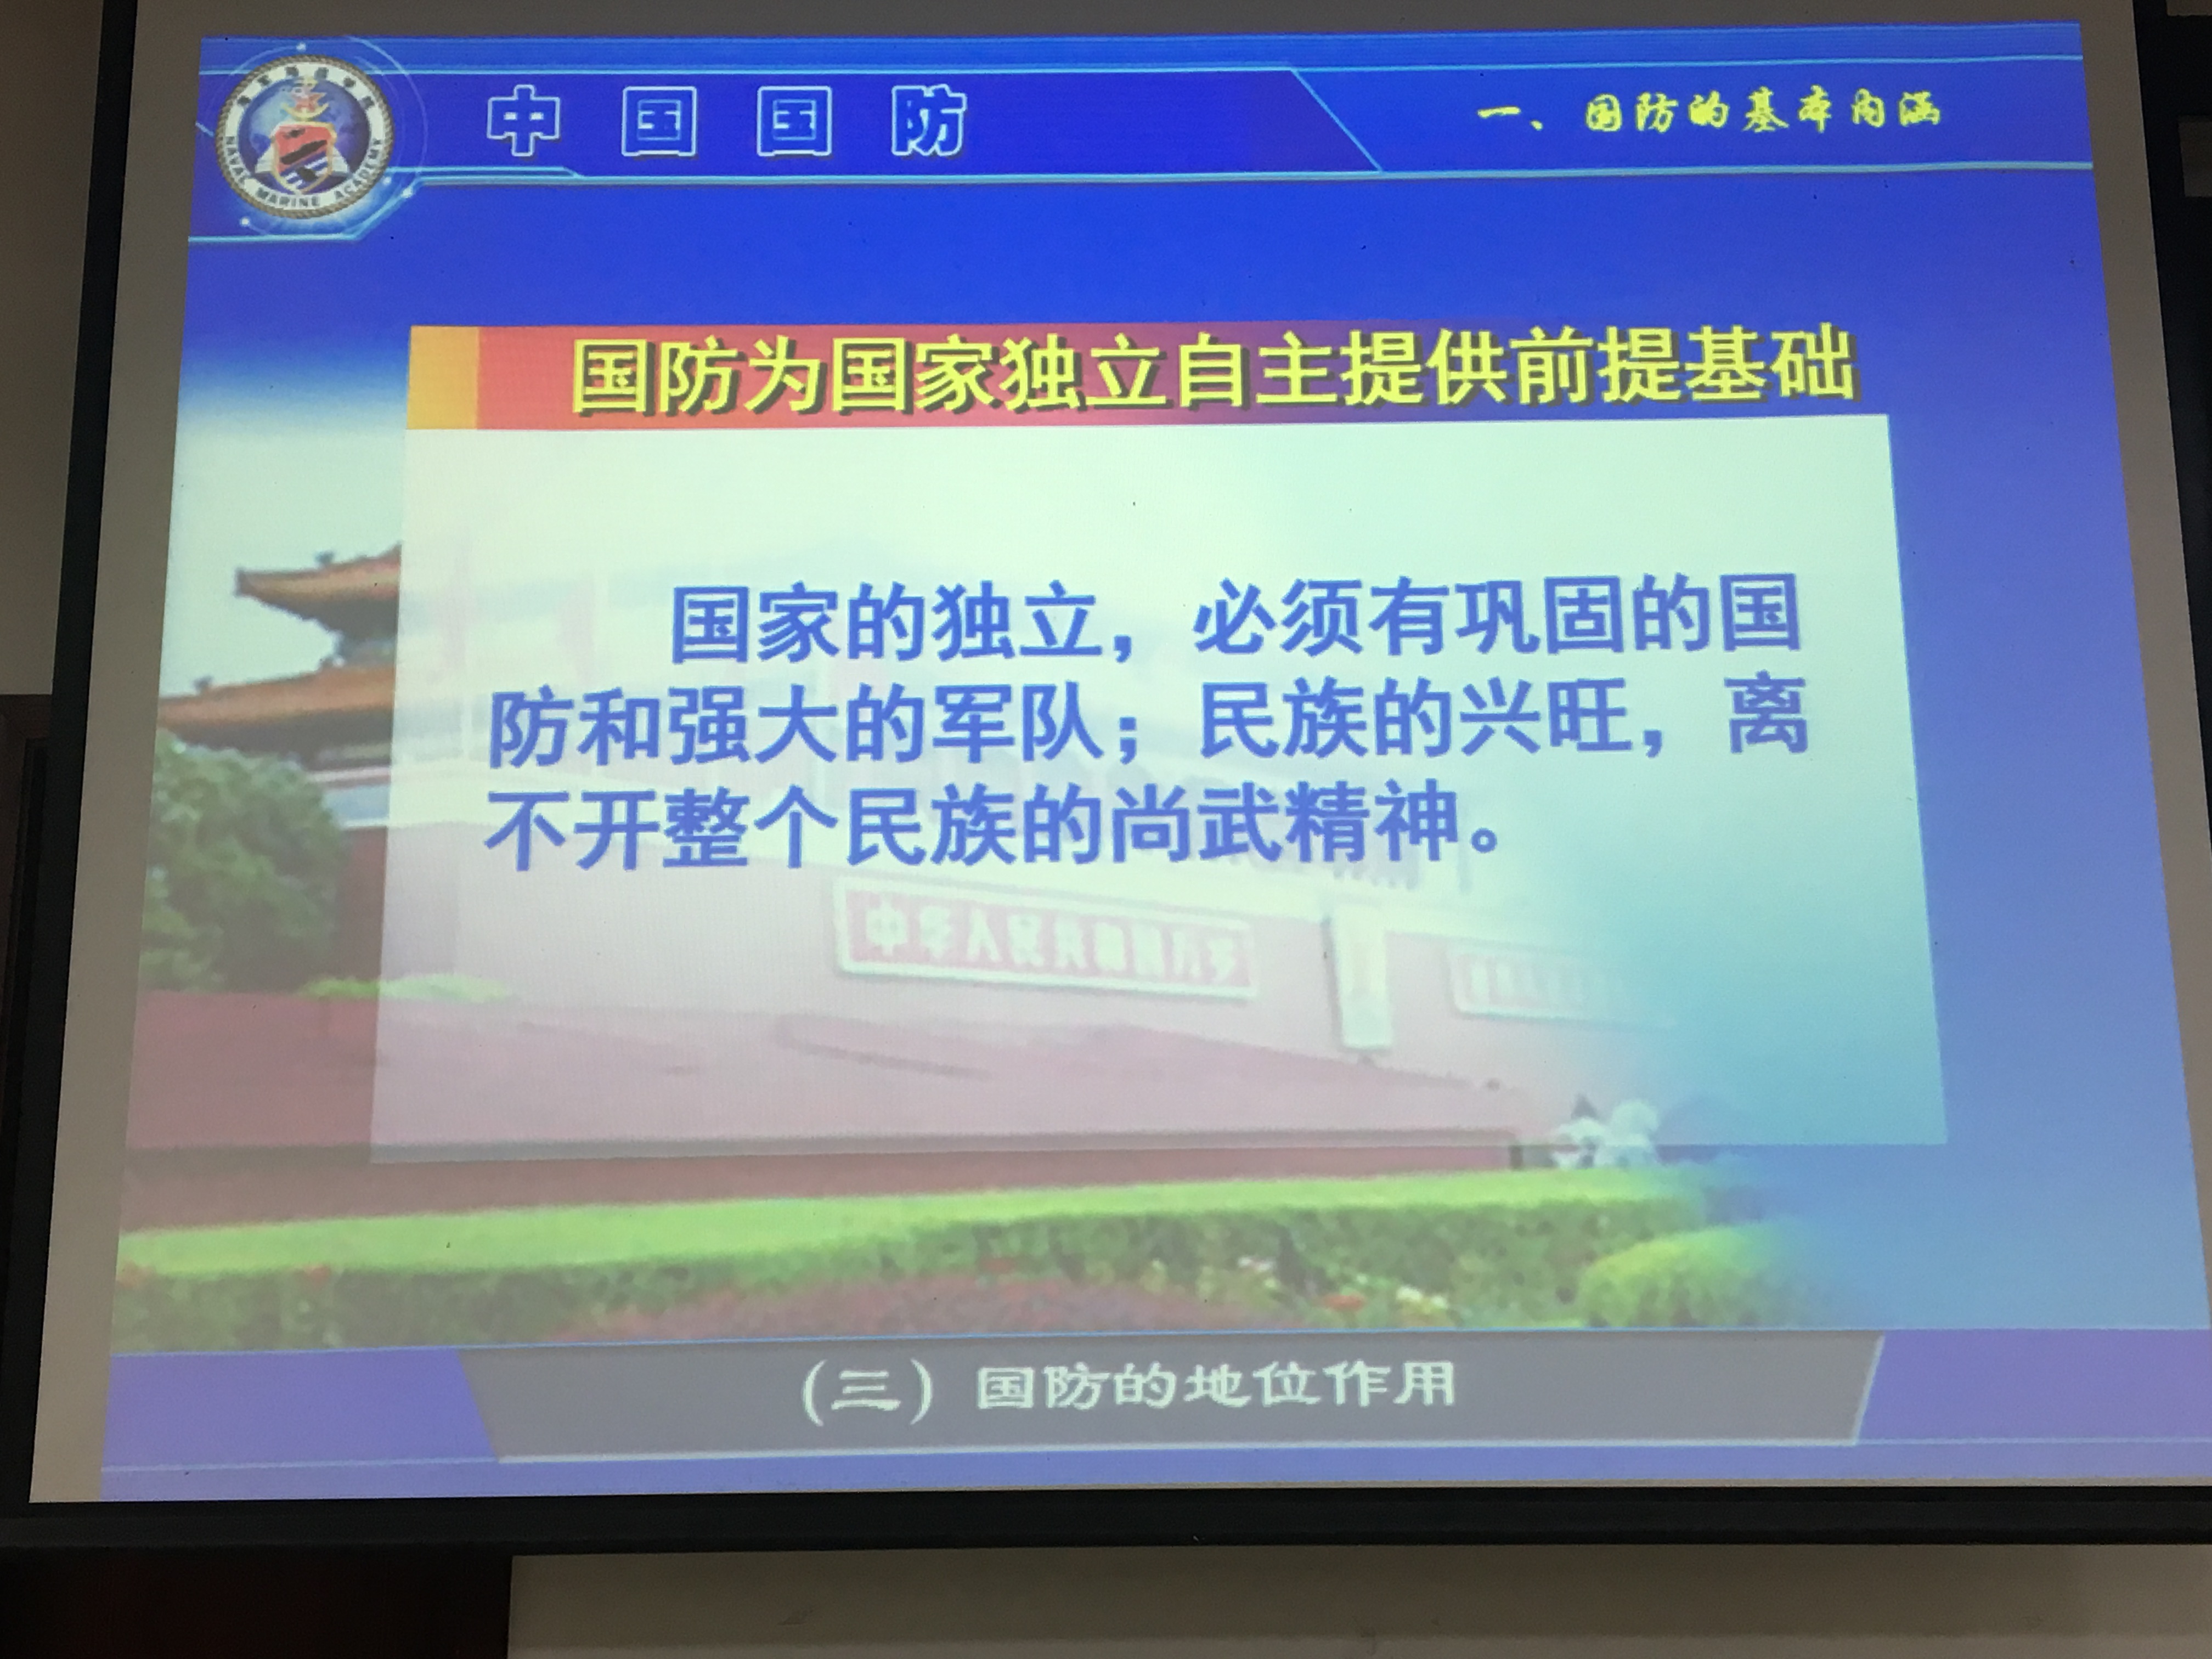 中国国防
一、国防的基本内涵
NAVAL MARINE ACADEMY
国防为国家独立自主提供前提基础
国家的独立，必须有巩固的国
防和强大的军队；民族的兴旺，离
不开整个民族的尚武精神。
中华人民共和国万岁
（三）国防的地位作用